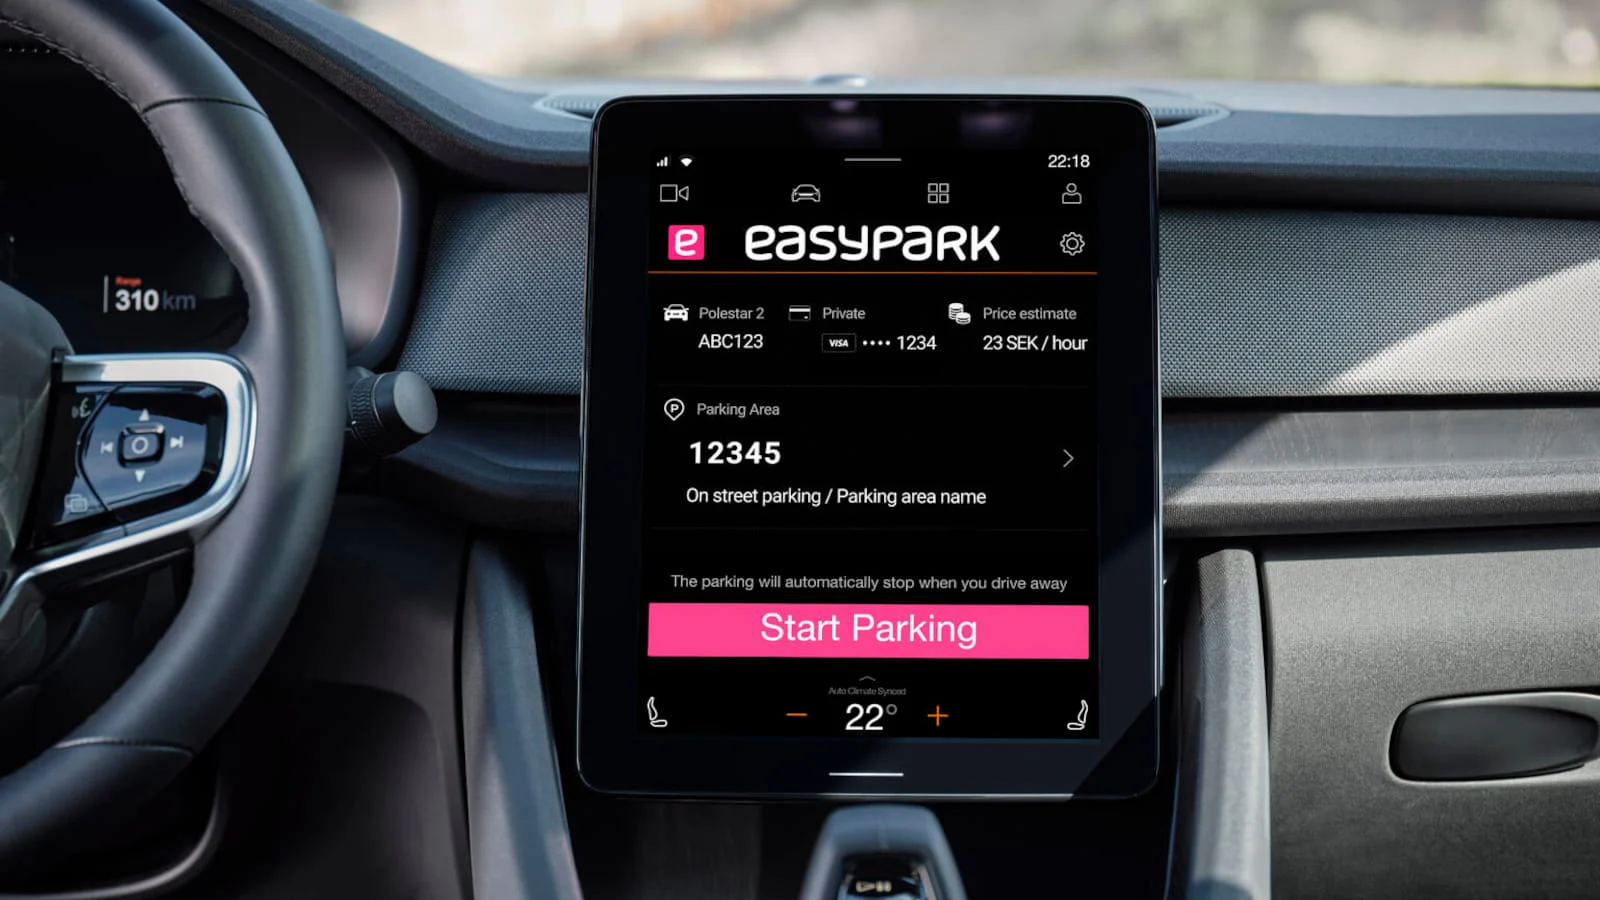 Range
310 km
22:18
e easypark
Polestar 2
ABC123
Private
VISA •••• 1234
Price estimate
23 SEK / hour
P Parking Area
12345
On street parking / Parking area name
The parking will automatically stop when you drive away
Start Parking
Auto Climate Synced
22°